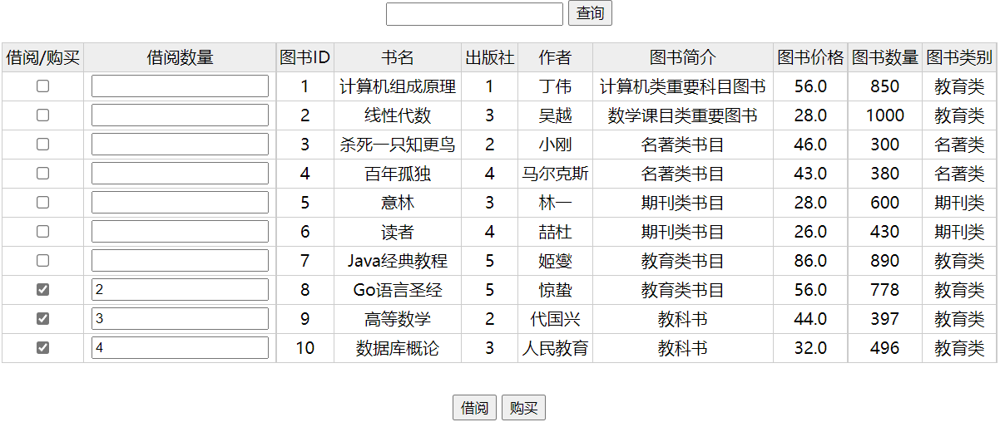 查询
借阅/购买 借阅数量 图书ID 书名 出版社 作者 图书简介 图书价格 图书数量 图书类别
1 计算机组成原理 1 丁伟 计算机类重要科目图书 56.0 850 教育类
2 线性代数 3 吴越 数学课目类重要图书 28.0 1000 教育类
3 杀死一只知更鸟 2 小刚 名著类书目 46.0 300 名著类
4 百年孤独 4 马尔克斯 名著类书目 43.0 380 名著类
5 意林 3 林一 期刊类书目 28.0 600 期刊类
6 读者 4 喆杜 期刊类书目 26.0 430 期刊类
7 Java经典教程 5 姬燮 教育类书目 86.0 890 教育类
2 8 Go语言圣经 5 惊蛰 教育类书目 56.0 778 教育类
3 9 高等数学 2 代国兴 教科书 44.0 397 教育类
4 10 数据库概论 3 人民教育 教科书 32.0 496 教育类
借阅 购买